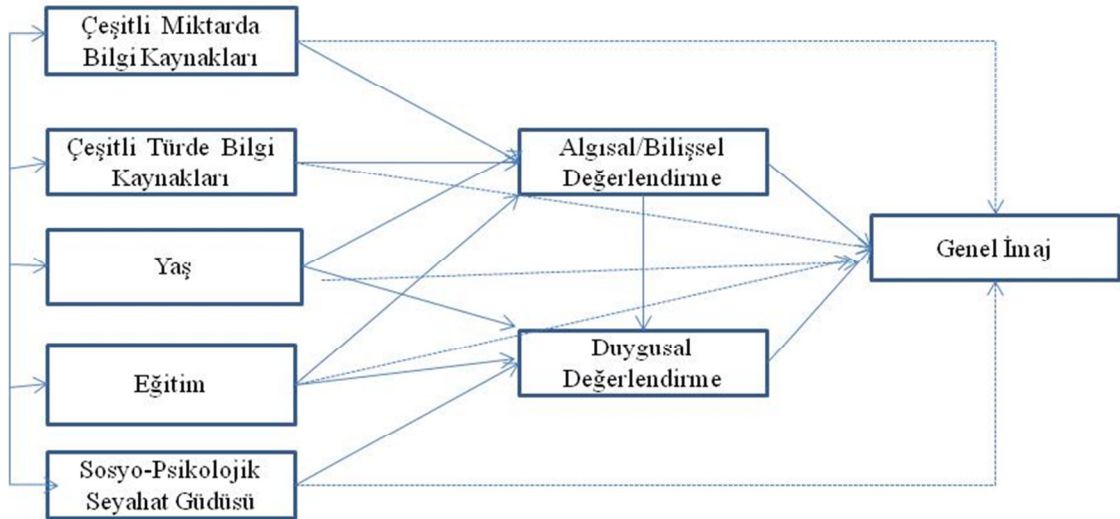 Çeşitli Miktarda
Bilgi Kaynakları
Çeşitli Türde Bilgi
Kaynakları
Yaş
Eğitim
Sosyo-Psikolojik
Seyahat Güdüsü
Algısal/Bilişsel
Değerlendirme
Duygusal
Değerlendirme
Genel İmaj